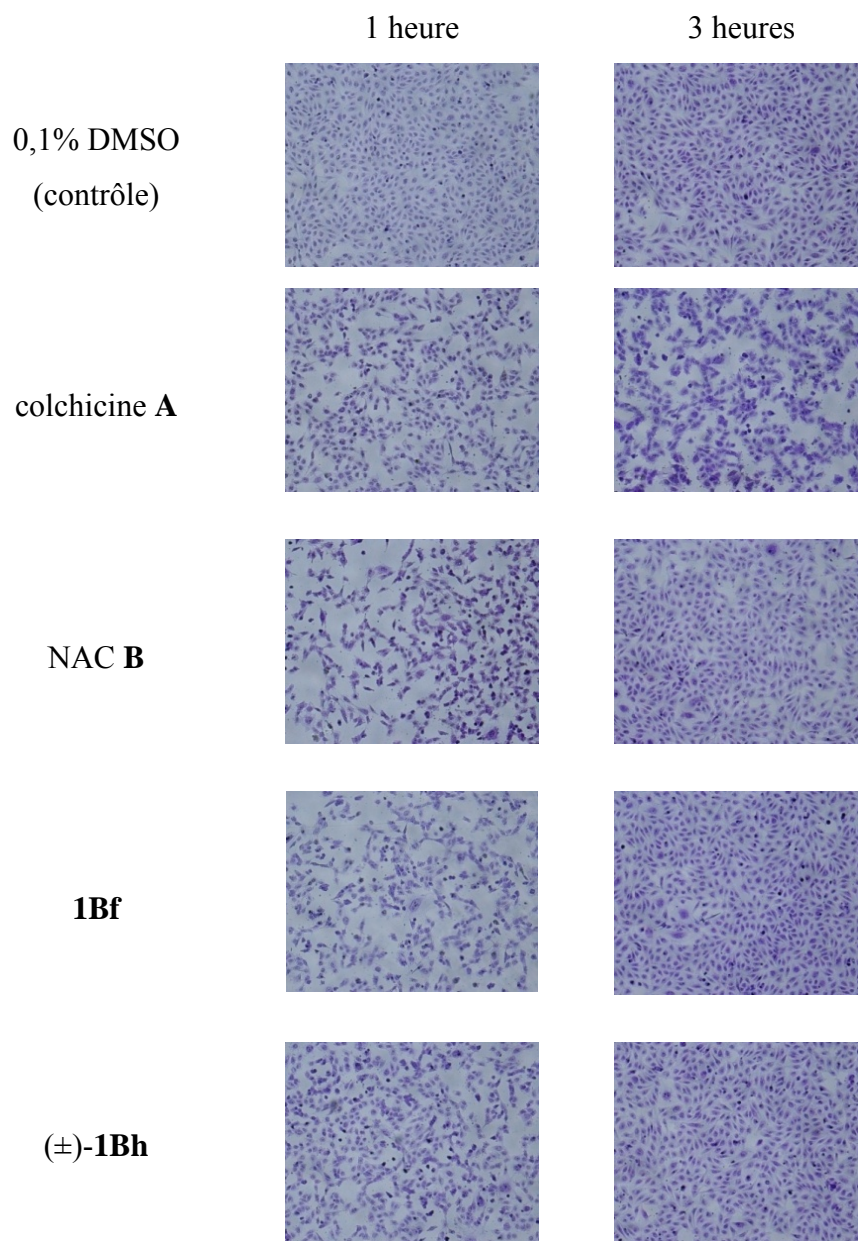 1 heure 3 heures
0,1% DMSO
(contrôle)
colchicine A
NAC B
1Bf
(±)-1Bh